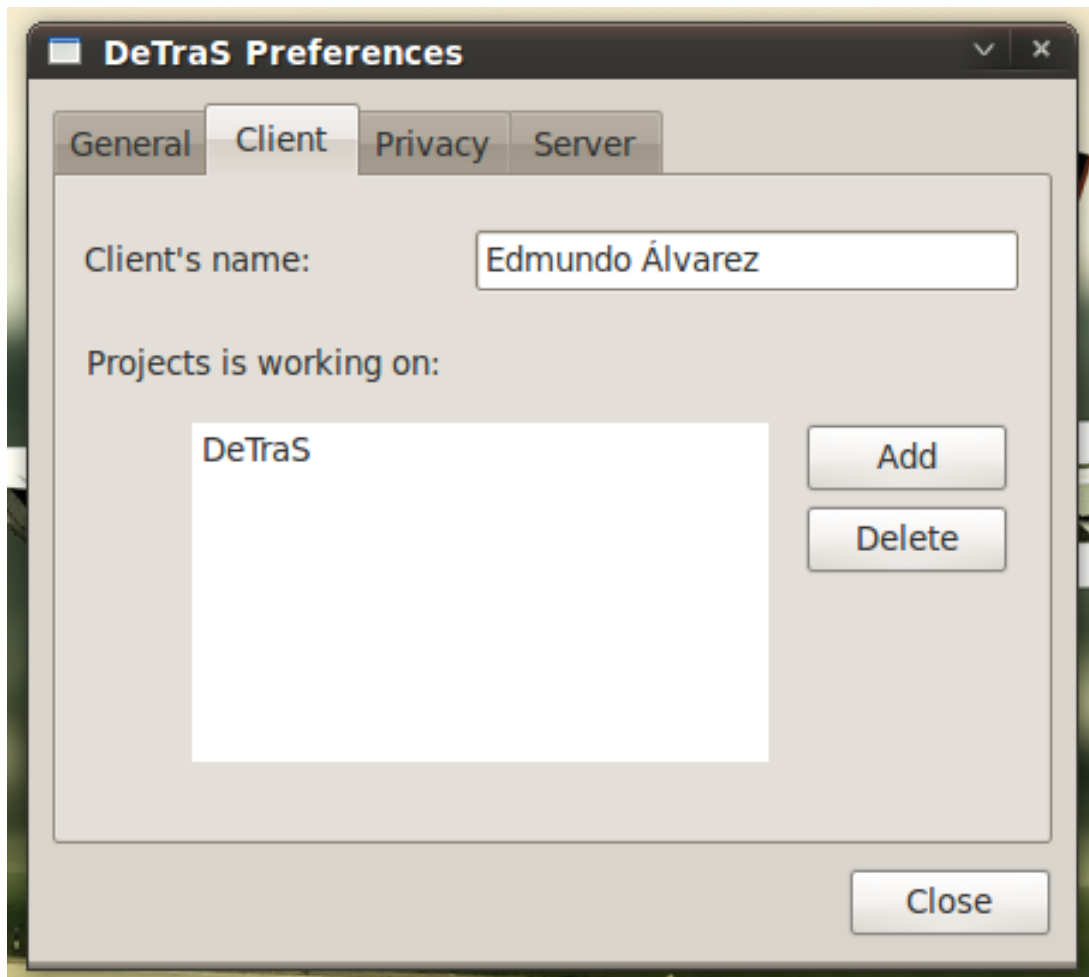 DeTraS Preferences
General Client Privacy Server
Client's name: Edmundo Álvarez
Projects is working on:
DeTraS
Add
Delete
Close